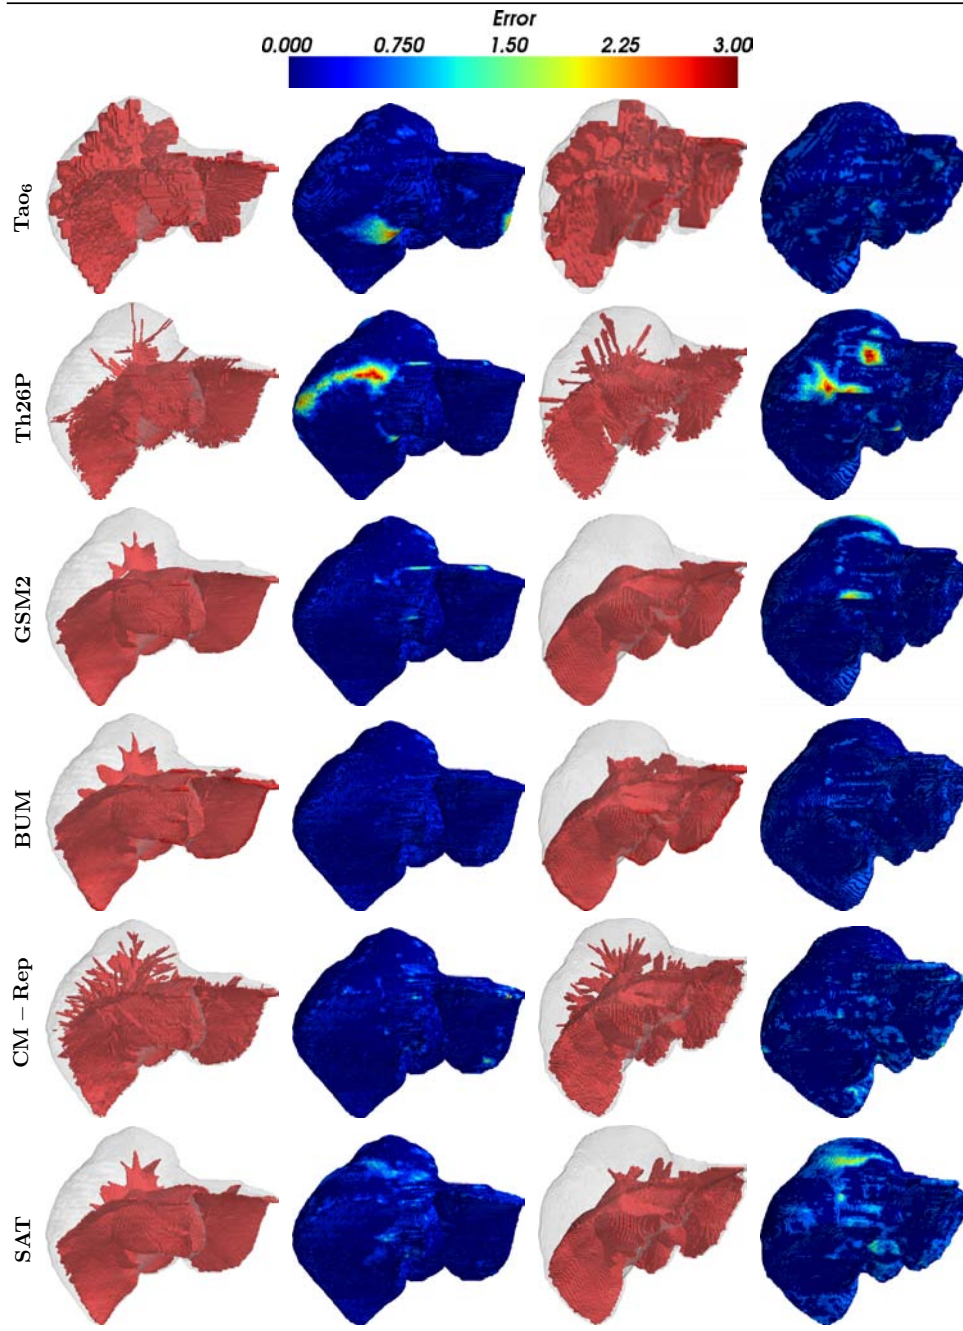 Error
0.000 0.750 1.50 2.25 3.00
Tao₆
Th26P
GSM2
BUM
CM – Rep
SAT